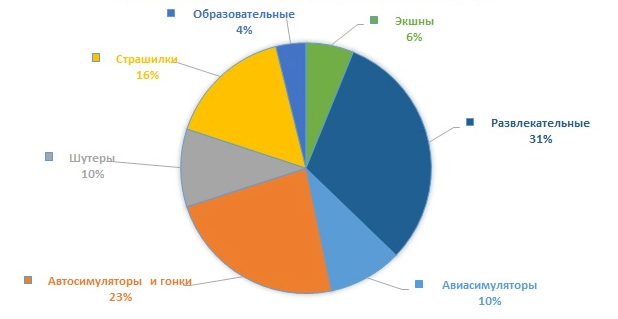 Образовательные
4%
Экшны
6%
Страшилки
16%
Развлекательные
31%
Шутеры
10%
Автосимуляторы и гонки
23%
Авиасимуляторы
10%